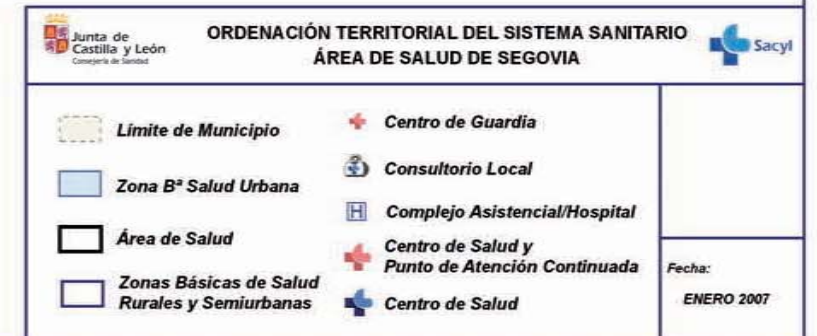 Junta de
Castilla y León
Consejería de Sanidad
ORDENACIÓN TERRITORIAL DEL SISTEMA SANITARIO
ÁREA DE SALUD DE SEGOVIA
Sacyl
Límite de Municipio
Zona Bª Salud Urbana
Área de Salud
Zonas Básicas de Salud
Rurales y Semiurbanas
Centro de Guardia
Consultorio Local
H Complejo Asistencial/Hospital
Centro de Salud y
Punto de Atención Continuada
Centro de Salud
Fecha:
ENERO 2007